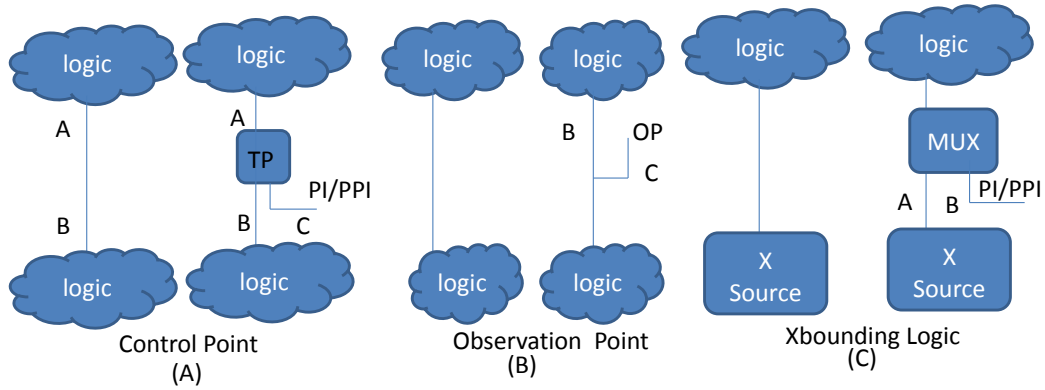 logic
logic
A
B
logic
A
TP
PI/PPI
B
C
logic
Control Point
(A)
logic
logic
logic
B
OP
C
logic
Observation Point
(B)
logic
X
Source
logic
MUX
PI/PPI
A
B
X
Source
Xbounding Logic
(C)